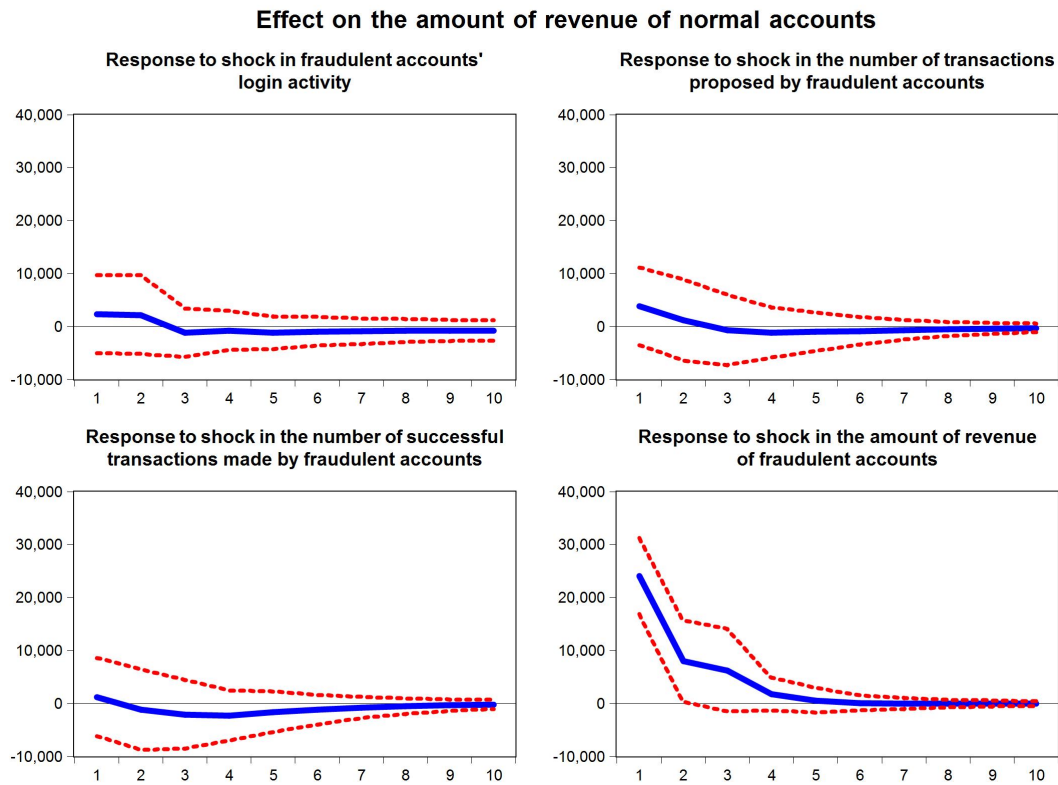 Effect on the amount of revenue of normal accounts
Response to shock in fraudulent accounts'
login activity
40,000
30,000
20,000
10,000
0
-10,000
1 2 3 4 5 6 7 8 9 10
Response to shock in the number of transactions
proposed by fraudulent accounts
40,000
30,000
20,000
10,000
0
-10,000
1 2 3 4 5 6 7 8 9 10
Response to shock in the number of successful
transactions made by fraudulent accounts
40,000
30,000
20,000
10,000
0
-10,000
1 2 3 4 5 6 7 8 9 10
Response to shock in the amount of revenue
of fraudulent accounts
40,000
30,000
20,000
10,000
0
-10,000
1 2 3 4 5 6 7 8 9 10